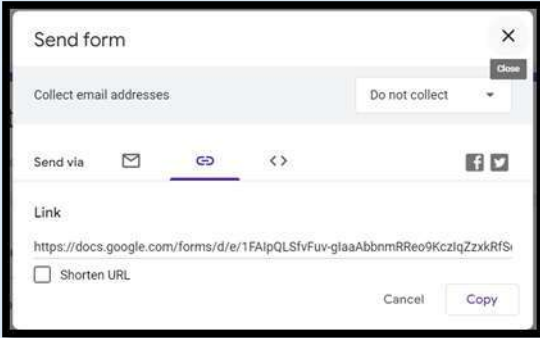 Send form
Close
Collect email addresses Do not collect
Send via
Link
https://docs.google.com/forms/d/e/1FAIpQLSfvFuv-glaaAbbnmRReo9KczlqZzxkRfS
Shorten URL
Cancel Copy